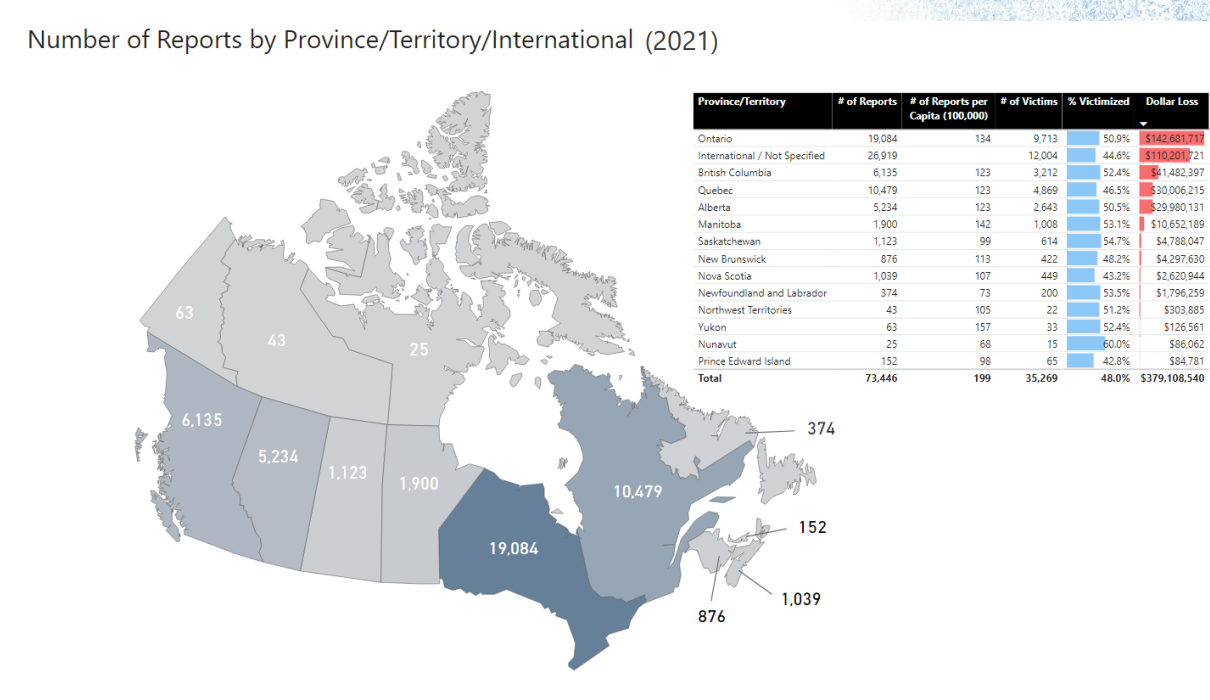 Number of Reports by Province/Territory/International (2021)
Province/Territory # of Reports # of Reports per Capita (100,000) # of Victims % Victimized Dollar Loss
Ontario 19,084 134 9,713 50.9% $142,681,717
International / Not Specified 26,919 12,004 44.6% $110,201,721
British Columbia 6,135 123 3,212 52.4% $41,482,397
Quebec 10,479 123 4,869 46.5% $30,006,215
Alberta 5,234 123 2,643 50.5% $29,980,131
Manitoba 1,900 142 1,008 53.1% $10,652,189
Saskatchewan 1,123 99 614 54.7% $4,788,047
New Brunswick 876 113 422 48.2% $4,297,630
Nova Scotia 1,039 107 449 43.2% $2,620,944
Newfoundland and Labrador 374 73 200 53.5% $1,796,259
Northwest Territories 43 105 22 51.2% $303,885
Yukon 63 157 33 52.4% $126,561
Nunavut 25 68 15 60.0% $86,062
Prince Edward Island 152 98 65 42.8% $84,781
Total 73,446 199 35,269 48.0% $379,108,540
63
43
25
6,135
5,234
1,123
1,900
19,084
10,479
374
152
1,039
876